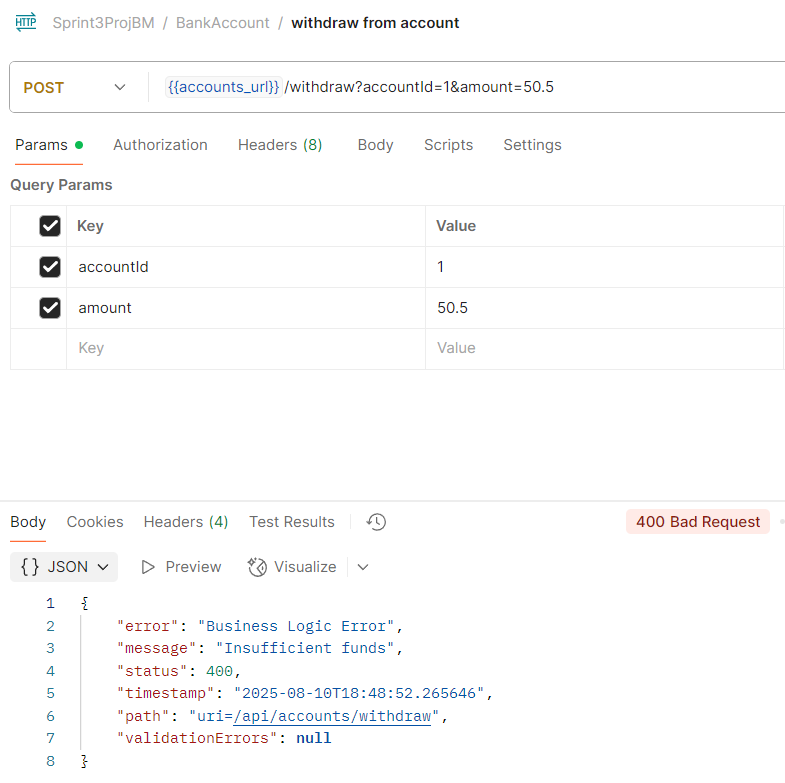 HTTP Sprint3ProjBM / BankAccount / withdraw from account
POST {{accounts_url}} /withdraw?accountId=1&amount=50.5
Params Authorization Headers (8) Body Scripts Settings
Query Params
Key Value
accountId 1
amount 50.5
Key Value
Body Cookies Headers (4) Test Results 400 Bad Request
{} JSON Preview Visualize
1 {
2 "error": "Business Logic Error",
3 "message": "Insufficient funds",
4 "status": 400,
5 "timestamp": "2025-08-10T18:48:52.265646",
6 "path": "uri=/api/accounts/withdraw",
7 "validationErrors": null
8 }